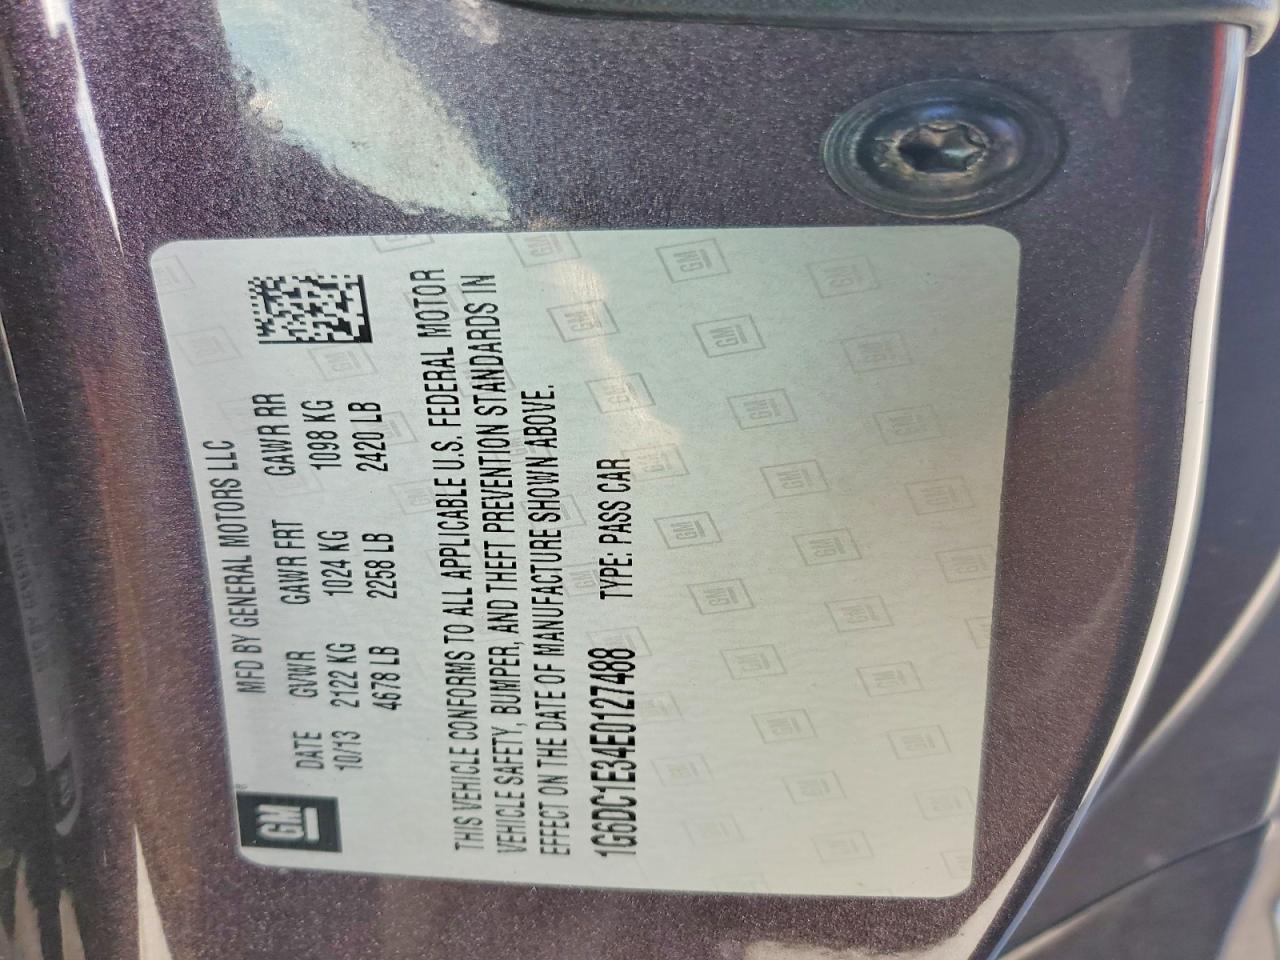 MFD BY GENERAL MOTORS LLC
DATE GVWR GAWR FRT GAWR RR
10/13 2122 KG 1024 KG 1098 KG
4678 LB 2258 LB 2420 LB
GM
THIS VEHICLE CONFORMS TO ALL APPLICABLE U.S. FEDERAL MOTOR
VEHICLE SAFETY, BUMPER, AND THEFT PREVENTION STANDARDS IN
EFFECT ON THE DATE OF MANUFACTURE SHOWN ABOVE.
1G6DC1E34E0127488 TYPE: PASS CAR